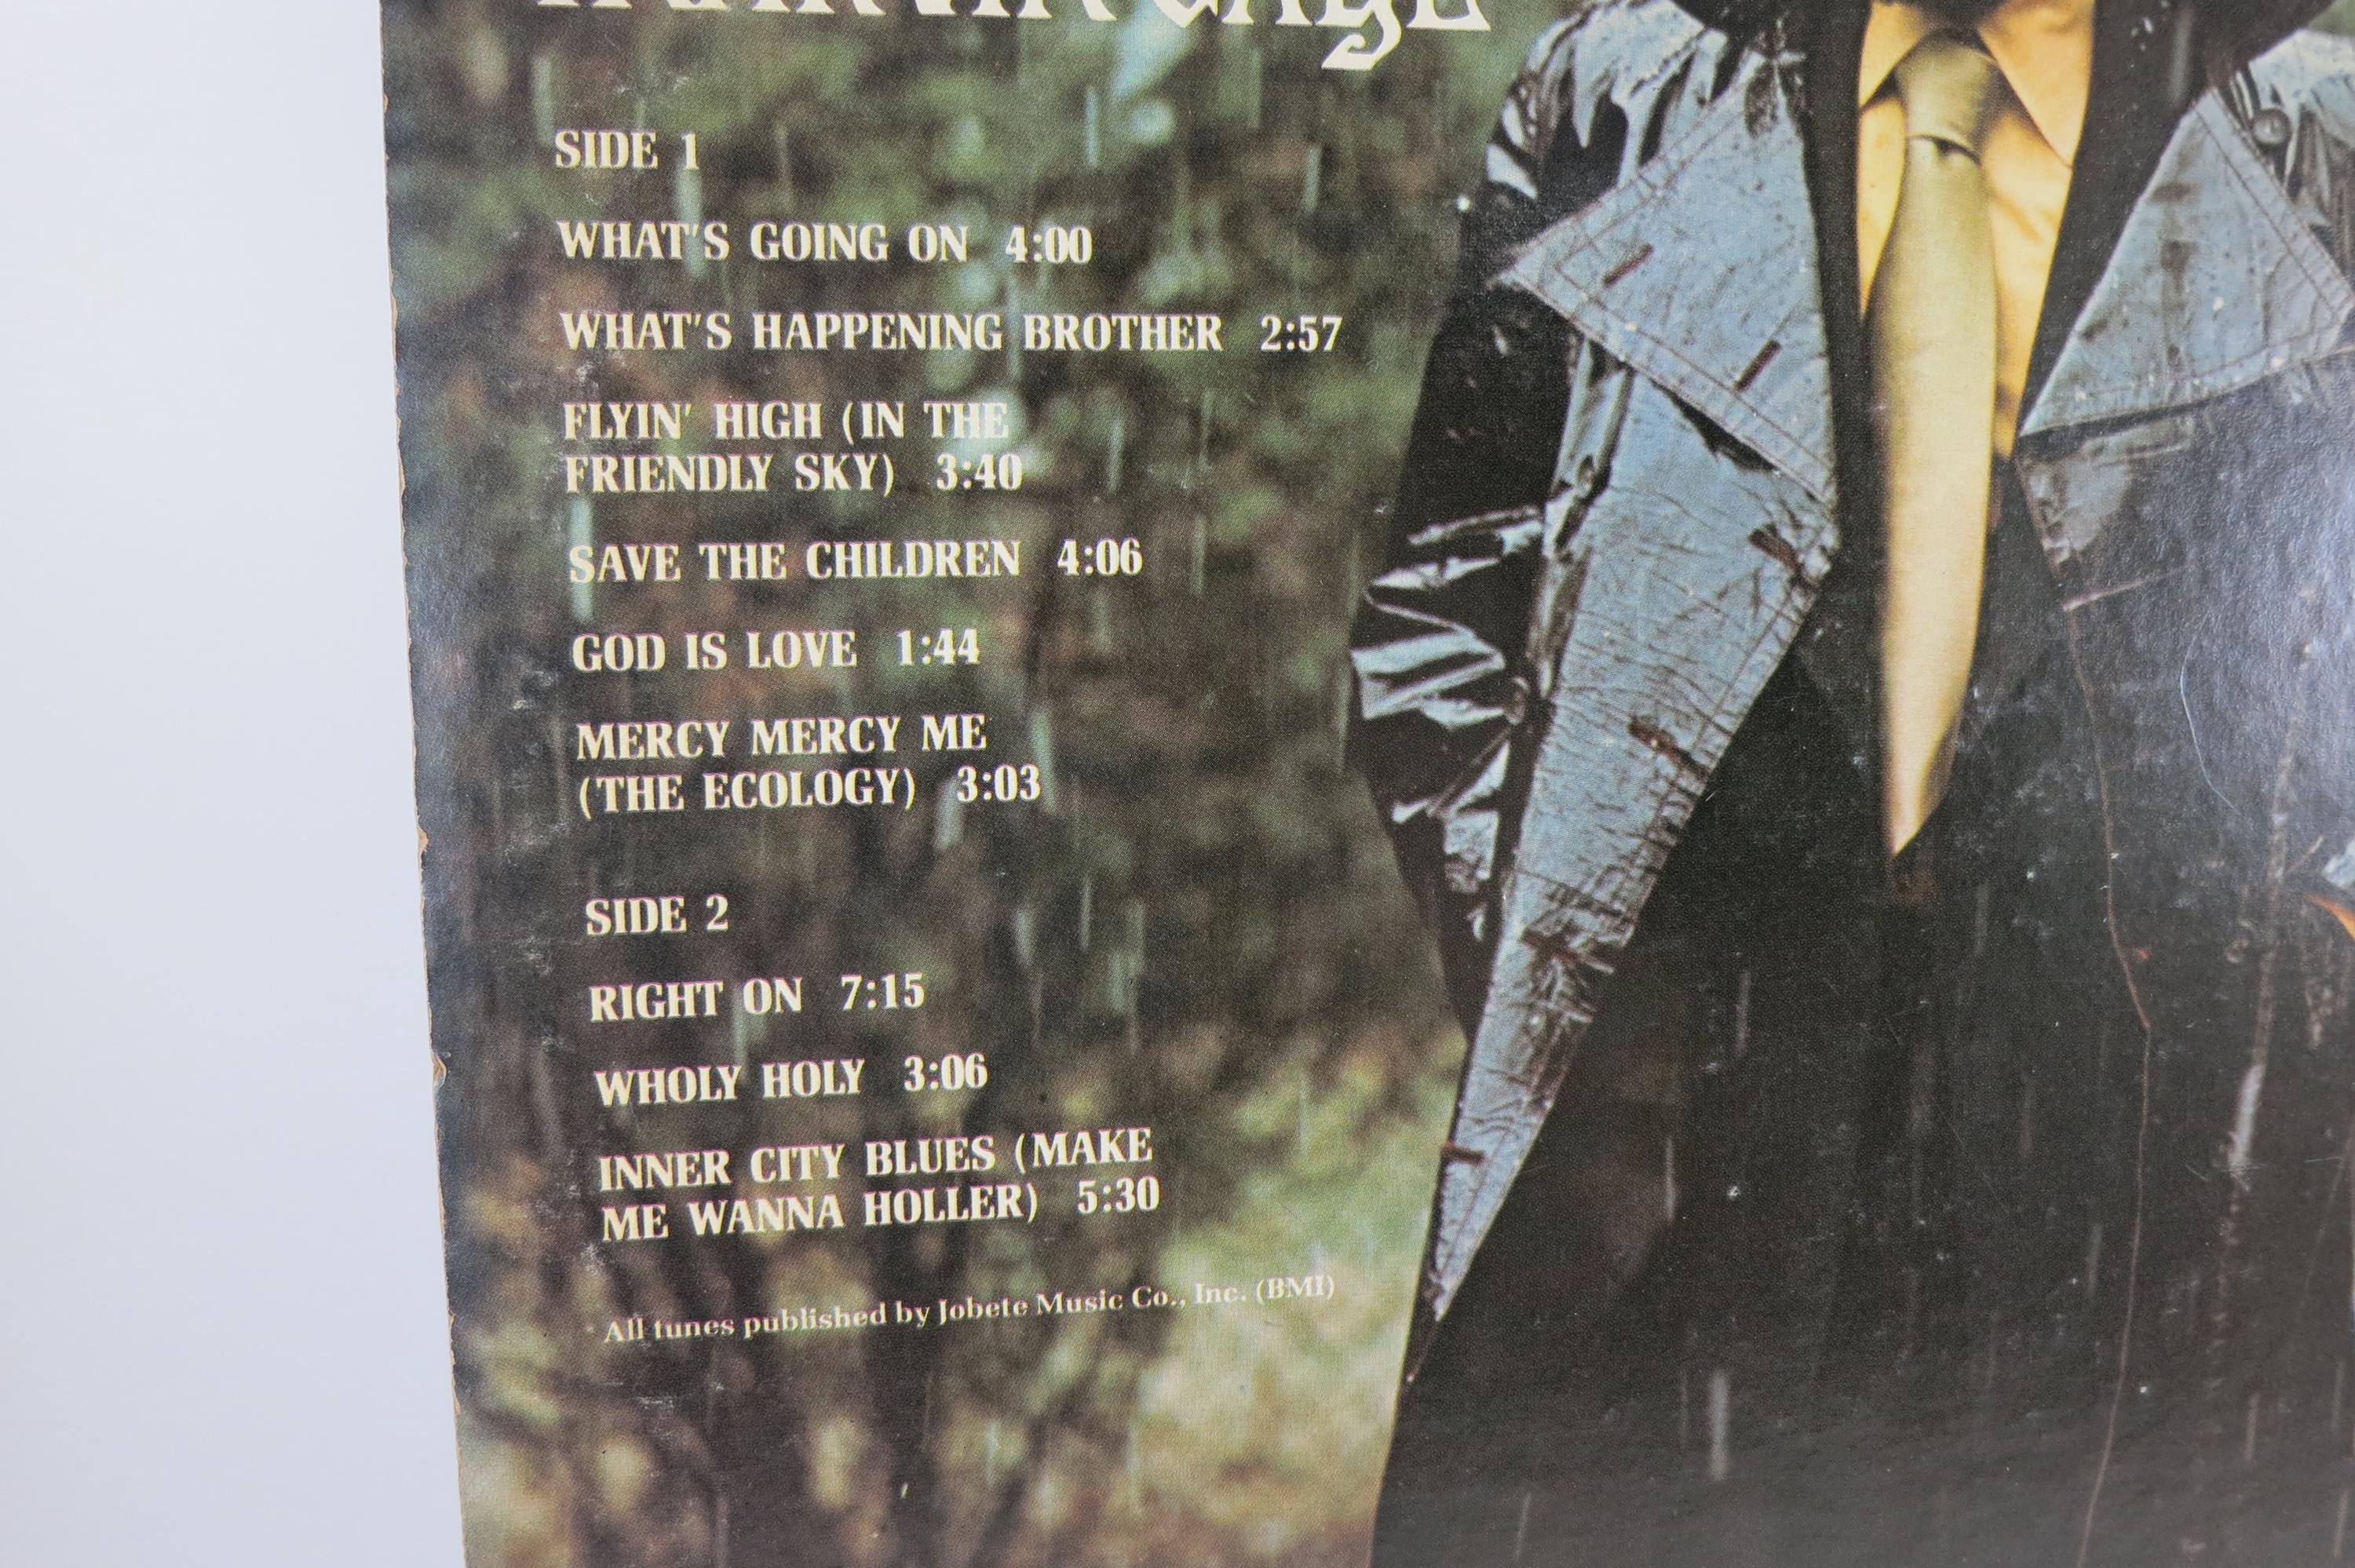 MARVIN GAYE
SIDE 1
WHAT'S GOING ON 4:00
WHAT'S HAPPENING BROTHER 2:57
FLYIN' HIGH (IN THE
FRIENDLY SKY) 3:40
SAVE THE CHILDREN 4:06
GOD IS LOVE 1:44
MERCY MERCY ME
(THE ECOLOGY) 3:03
SIDE 2
RIGHT ON 7:15
WHOLY HOLY 3:06
INNER CITY BLUES (MAKE
ME WANNA HOLLER) 5:30
All tunes published by Jobete Music Co., Inc. (BMI)